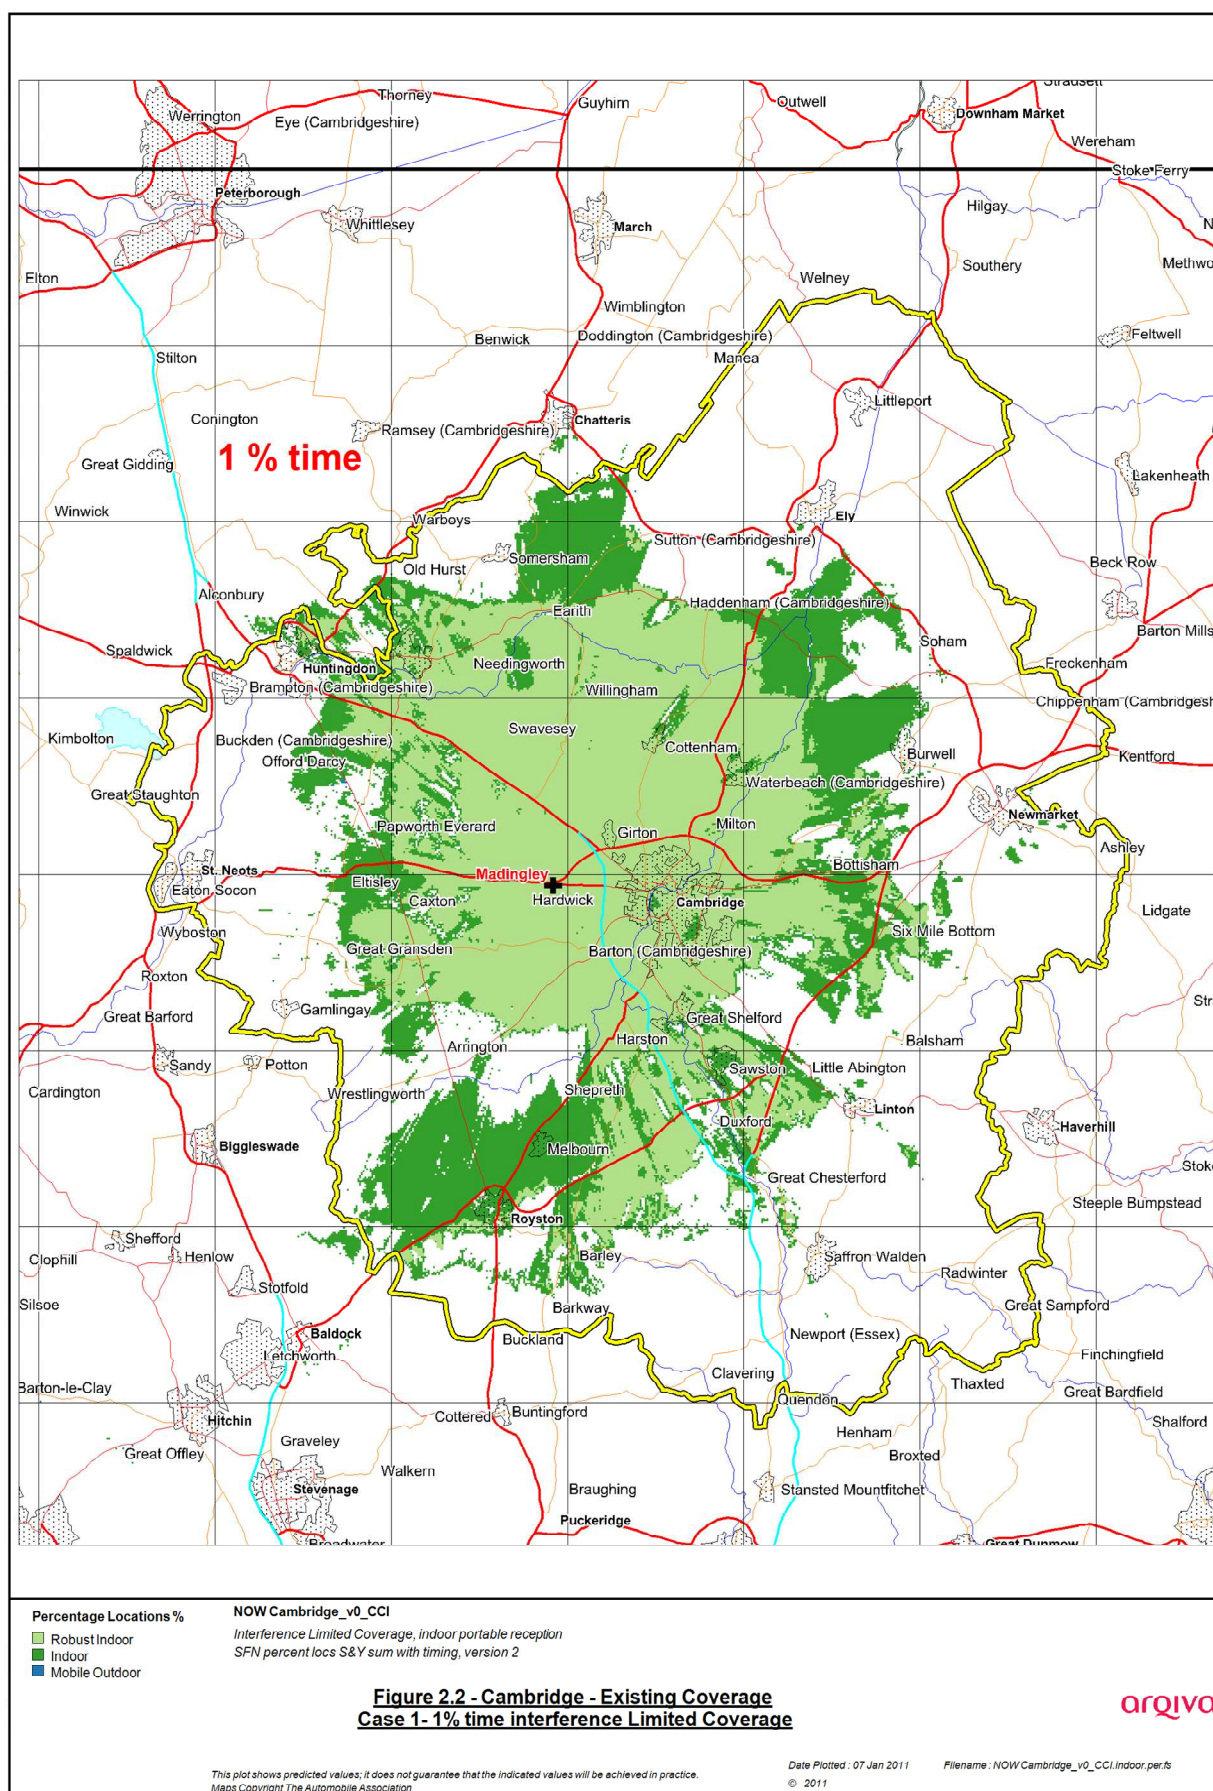 Strausett
Thorney
Guyhirn
Outwell
Werrington
Eye (Cambridgeshire)
Downham Market
Wereham
Stoke Ferry
Peterborough
Whittlesey
March
Hilgay
Elton
Southery
Methwo
Welney
Wimblington
Benwick
Doddington (Cambridgeshire)
Feltwell
Stilton
Manea
Littleport
Conington
Ramsey (Cambridgeshire)
Chatteris
1 % time
Great Gidding
Lakenheath
Winwick
Warboys
Ely
Sutton (Cambridgeshire)
Old Hurst
Somersham
Beck Row
Alconbury
Earith
Haddenham (Cambridgeshire)
Barton Mills
Spaldwick
Soham
Huntingdon
Needingworth
Freckenham
Brampton (Cambridgeshire)
Willingham
Chippenham (Cambridgesh
Kimbolton
Buckden (Cambridgeshire)
Swavesey
Cottenham
Burwell
Kentford
Offord Darcy
Waterbeach (Cambridgeshire)
Great Staughton
Papworth Everard
Girton
Milton
Newmarket
Ashley
St. Neots
Eltisley
Madingley
Bottisham
Eaton Socon
Caxton
Hardwick
Cambridge
Lidgate
Wyboston
Great Gransden
Barton (Cambridgeshire)
Six Mile Bottom
Roxton
Great Barford
Gamlingay
Great Shelford
Str
Arrington
Harston
Balsham
Sandy
Potton
Sawston
Little Abington
Cardington
Wrestlingworth
Shepreth
Linton
Duxford
Haverhill
Biggleswade
Melbourn
Stoke
Great Chesterford
Steeple Bumpstead
Shefford
Royston
Clophill
Henlow
Barley
Saffron Walden
Radwinter
Stotfold
Silsoe
Barkway
Great Sampford
Baldock
Buckland
Newport (Essex)
Letchworth
Finchingfield
Barton-le-Clay
Clavering
Thaxted
Great Bardfield
Quendon
Hitchin
Cottered
Buntingford
Shalford
Great Offley
Graveley
Henham
Broxted
Walkern
Stevenage
Braughing
Stansted Mountfitchet
Puckeridge
Broadwater
Great Dunmow
Percentage Locations %
Robust Indoor
Indoor
Mobile Outdoor
NOW Cambridge_v0_CCI
Interference Limited Coverage, indoor portable reception
SFN percent locs S&Y sum with timing, version 2
Figure 2.2 - Cambridge - Existing Coverage
Case 1- 1% time interference Limited Coverage
arqiva
This plot shows predicted values; it does not guarantee that the indicated values will be achieved in practice.
Maps Copyright The Automobile Association
Date Plotted : 07 Jan 2011
Filename : NOW Cambridge_v0_CCI.indoor.per.fs
© 2011